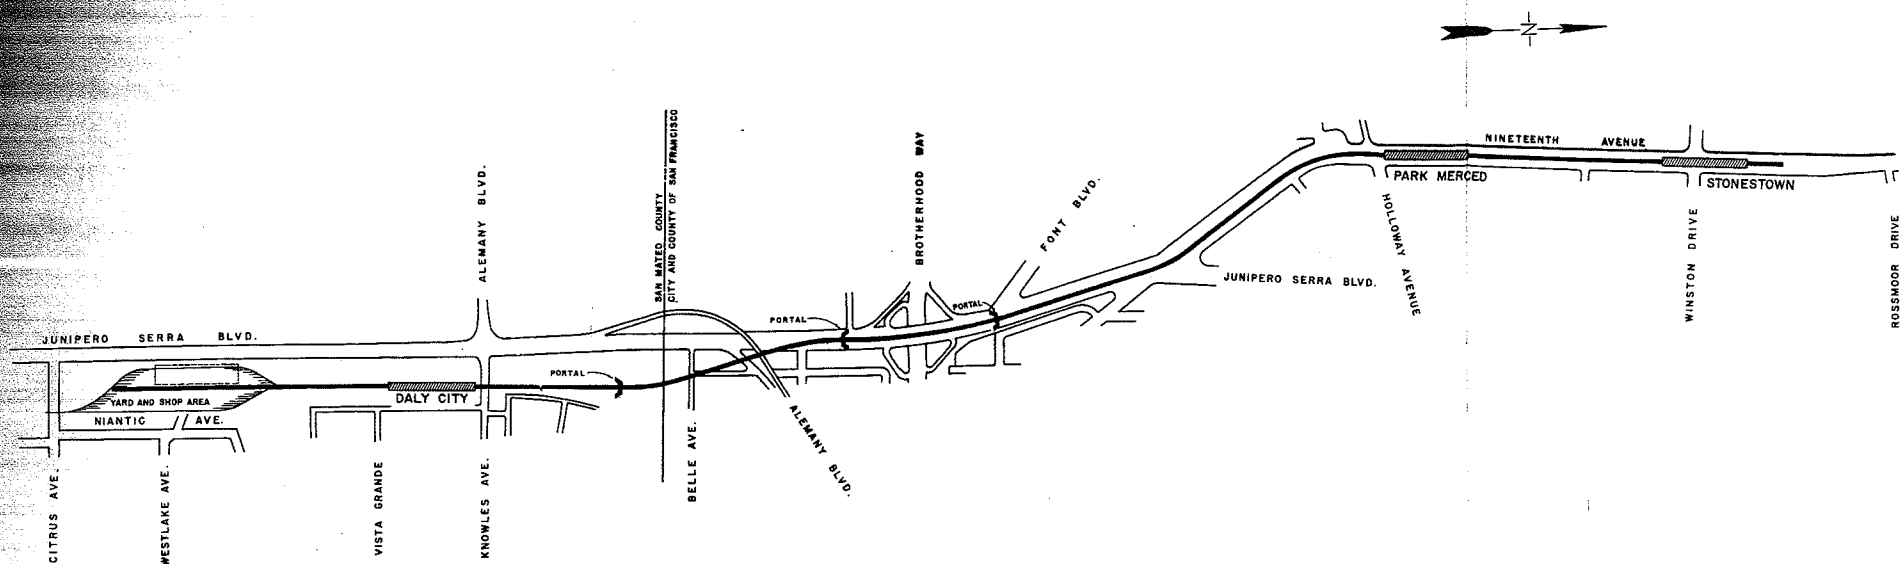 N
NINETEENTH AVENUE
PARK MERCED
STONESTOWN
HOLLOWAY AVENUE
WINSTON DRIVE
ROSSMOOR DRIVE
SAN MATEO COUNTY
CITY AND COUNTY OF SAN FRANCISCO
BROTHERHOOD WAY
ALEMANY BLVD.
FONT BLVD.
JUNIPERO SERRA BLVD.
PORTAL
PORTAL
JUNIPERO SERRA BLVD.
PORTAL
YARD AND SHOP AREA
DALY CITY
NIANTIC AVE.
ALEMANY BLVD.
BELLE AVE.
CITRUS AVE.
WESTLAKE AVE.
VISTA GRANDE
KNOWLES AVE.